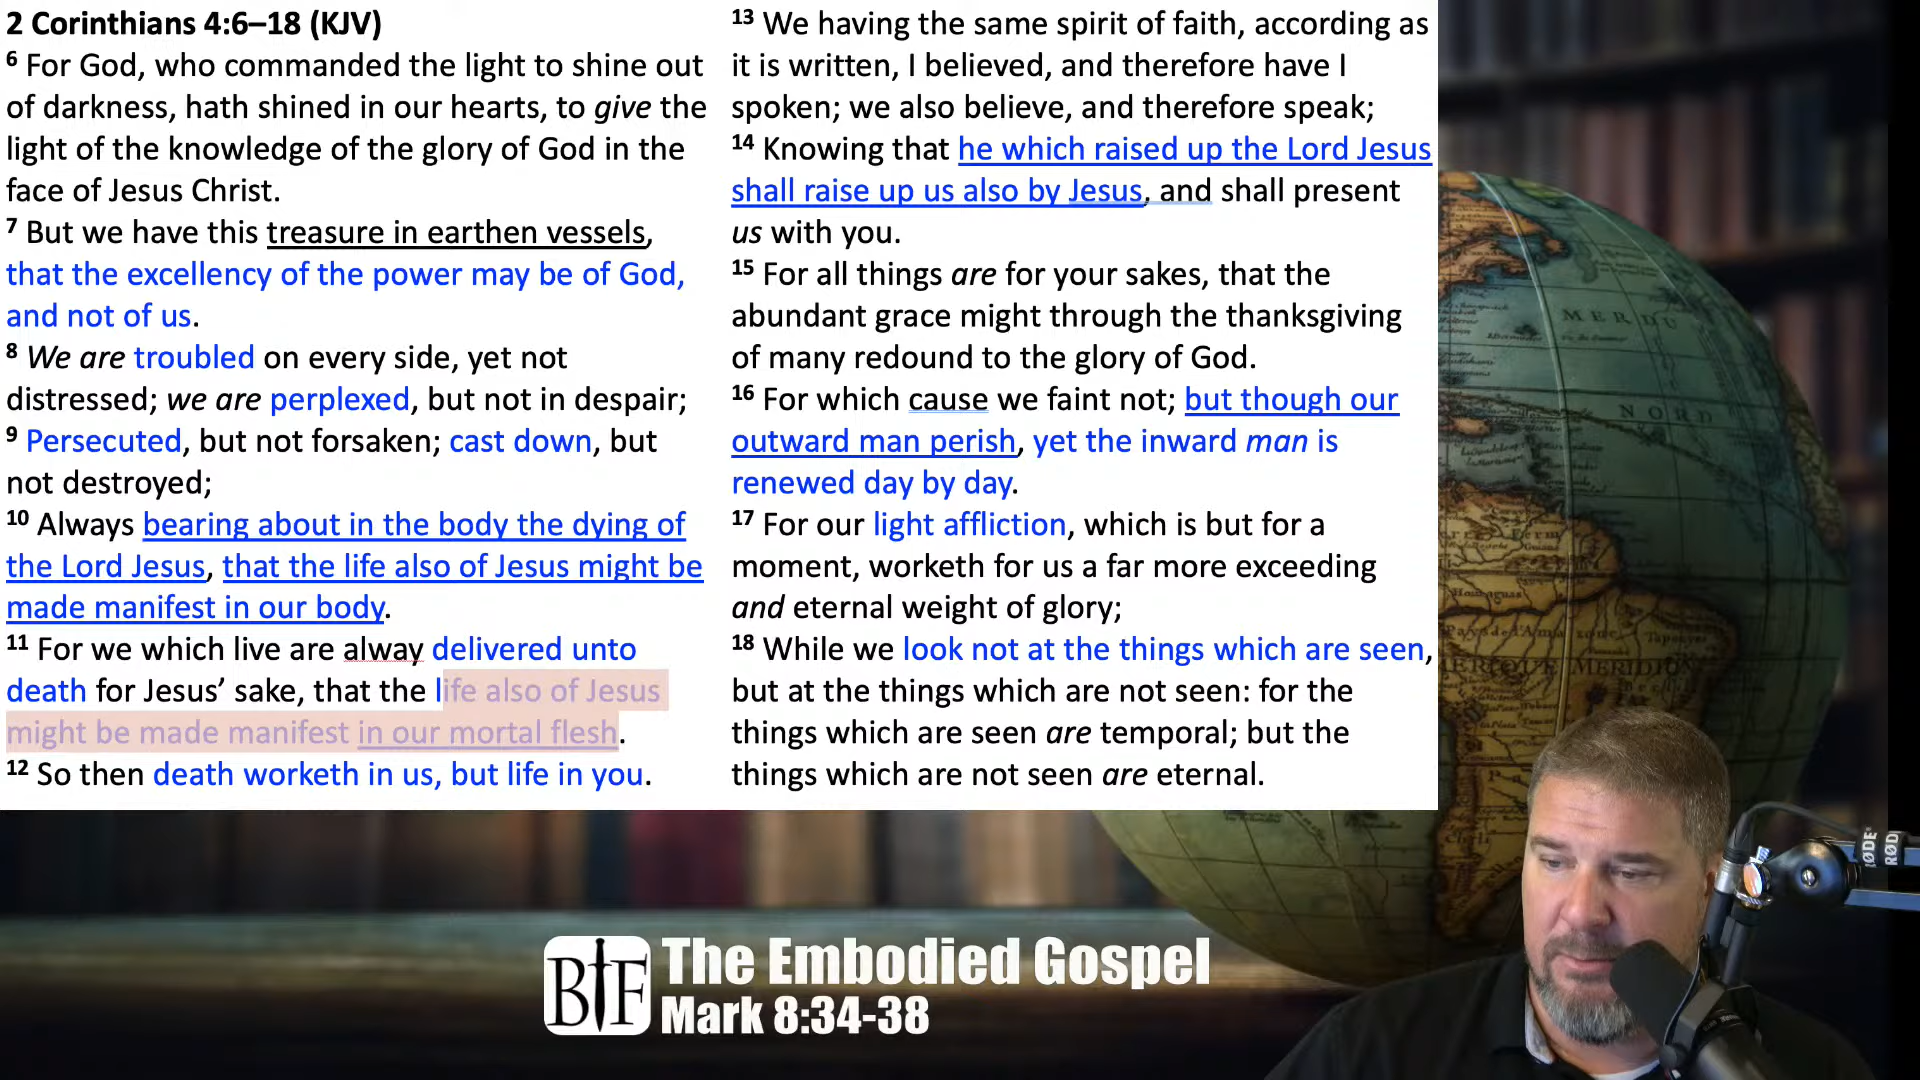 2 Corinthians 4:6–18 (KJV)
6 For God, who commanded the light to shine out
of darkness, hath shined in our hearts, to give the
light of the knowledge of the glory of God in the
face of Jesus Christ.
7 But we have this treasure in earthen vessels,
that the excellency of the power may be of God,
and not of us.
8 We are troubled on every side, yet not
distressed; we are perplexed, but not in despair;
9 Persecuted, but not forsaken; cast down, but
not destroyed;
10 Always bearing about in the body the dying of
the Lord Jesus, that the life also of Jesus might be
made manifest in our body.
11 For we which live are alway delivered unto
death for Jesus’ sake, that the life also of Jesus
might be made manifest in our mortal flesh.
12 So then death worketh in us, but life in you.
13 We having the same spirit of faith, according as
it is written, I believed, and therefore have I
spoken; we also believe, and therefore speak;
14 Knowing that he which raised up the Lord Jesus
shall raise up us also by Jesus, and shall present
us with you.
15 For all things are for your sakes, that the
abundant grace might through the thanksgiving
of many redound to the glory of God.
16 For which cause we faint not; but though our
outward man perish, yet the inward man is
renewed day by day.
17 For our light affliction, which is but for a
moment, worketh for us a far more exceeding
and eternal weight of glory;
18 While we look not at the things which are seen,
but at the things which are not seen: for the
things which are seen are temporal; but the
things which are not seen are eternal.
MERDU
NORD
RØDE
RØD
BTF
The Embodied Gospel
Mark 8:34-38